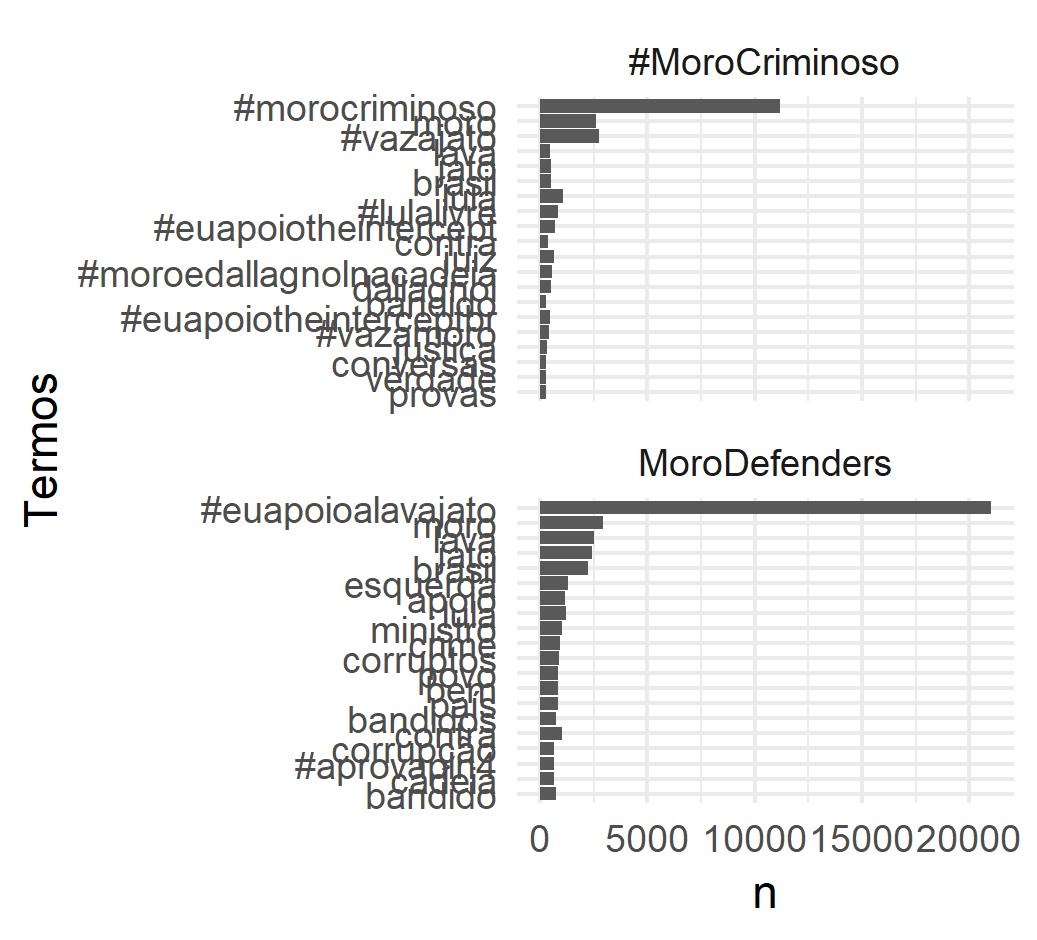 #MoroCriminoso
#morocriminoso
moro
#vazajato
lava
jato
brasil
lula
#lulalivre
#euapoiotheintercept
contra
juiz
#moroedallagnolnacadeia
dallagnol
bandido
#euapoiotheinterceptbr
#vazamoro
justiça
conversas
verdade
provas
Termos
MoroDefenders
#euapoioalavajato
moro
lava
jato
brasil
esquerda
apoio
lula
ministro
crime
corruptos
povo
bem
país
bandidos
contra
corrupção
#aprovapln4
cadeia
bandido
0 5000 10000 15000 20000
n